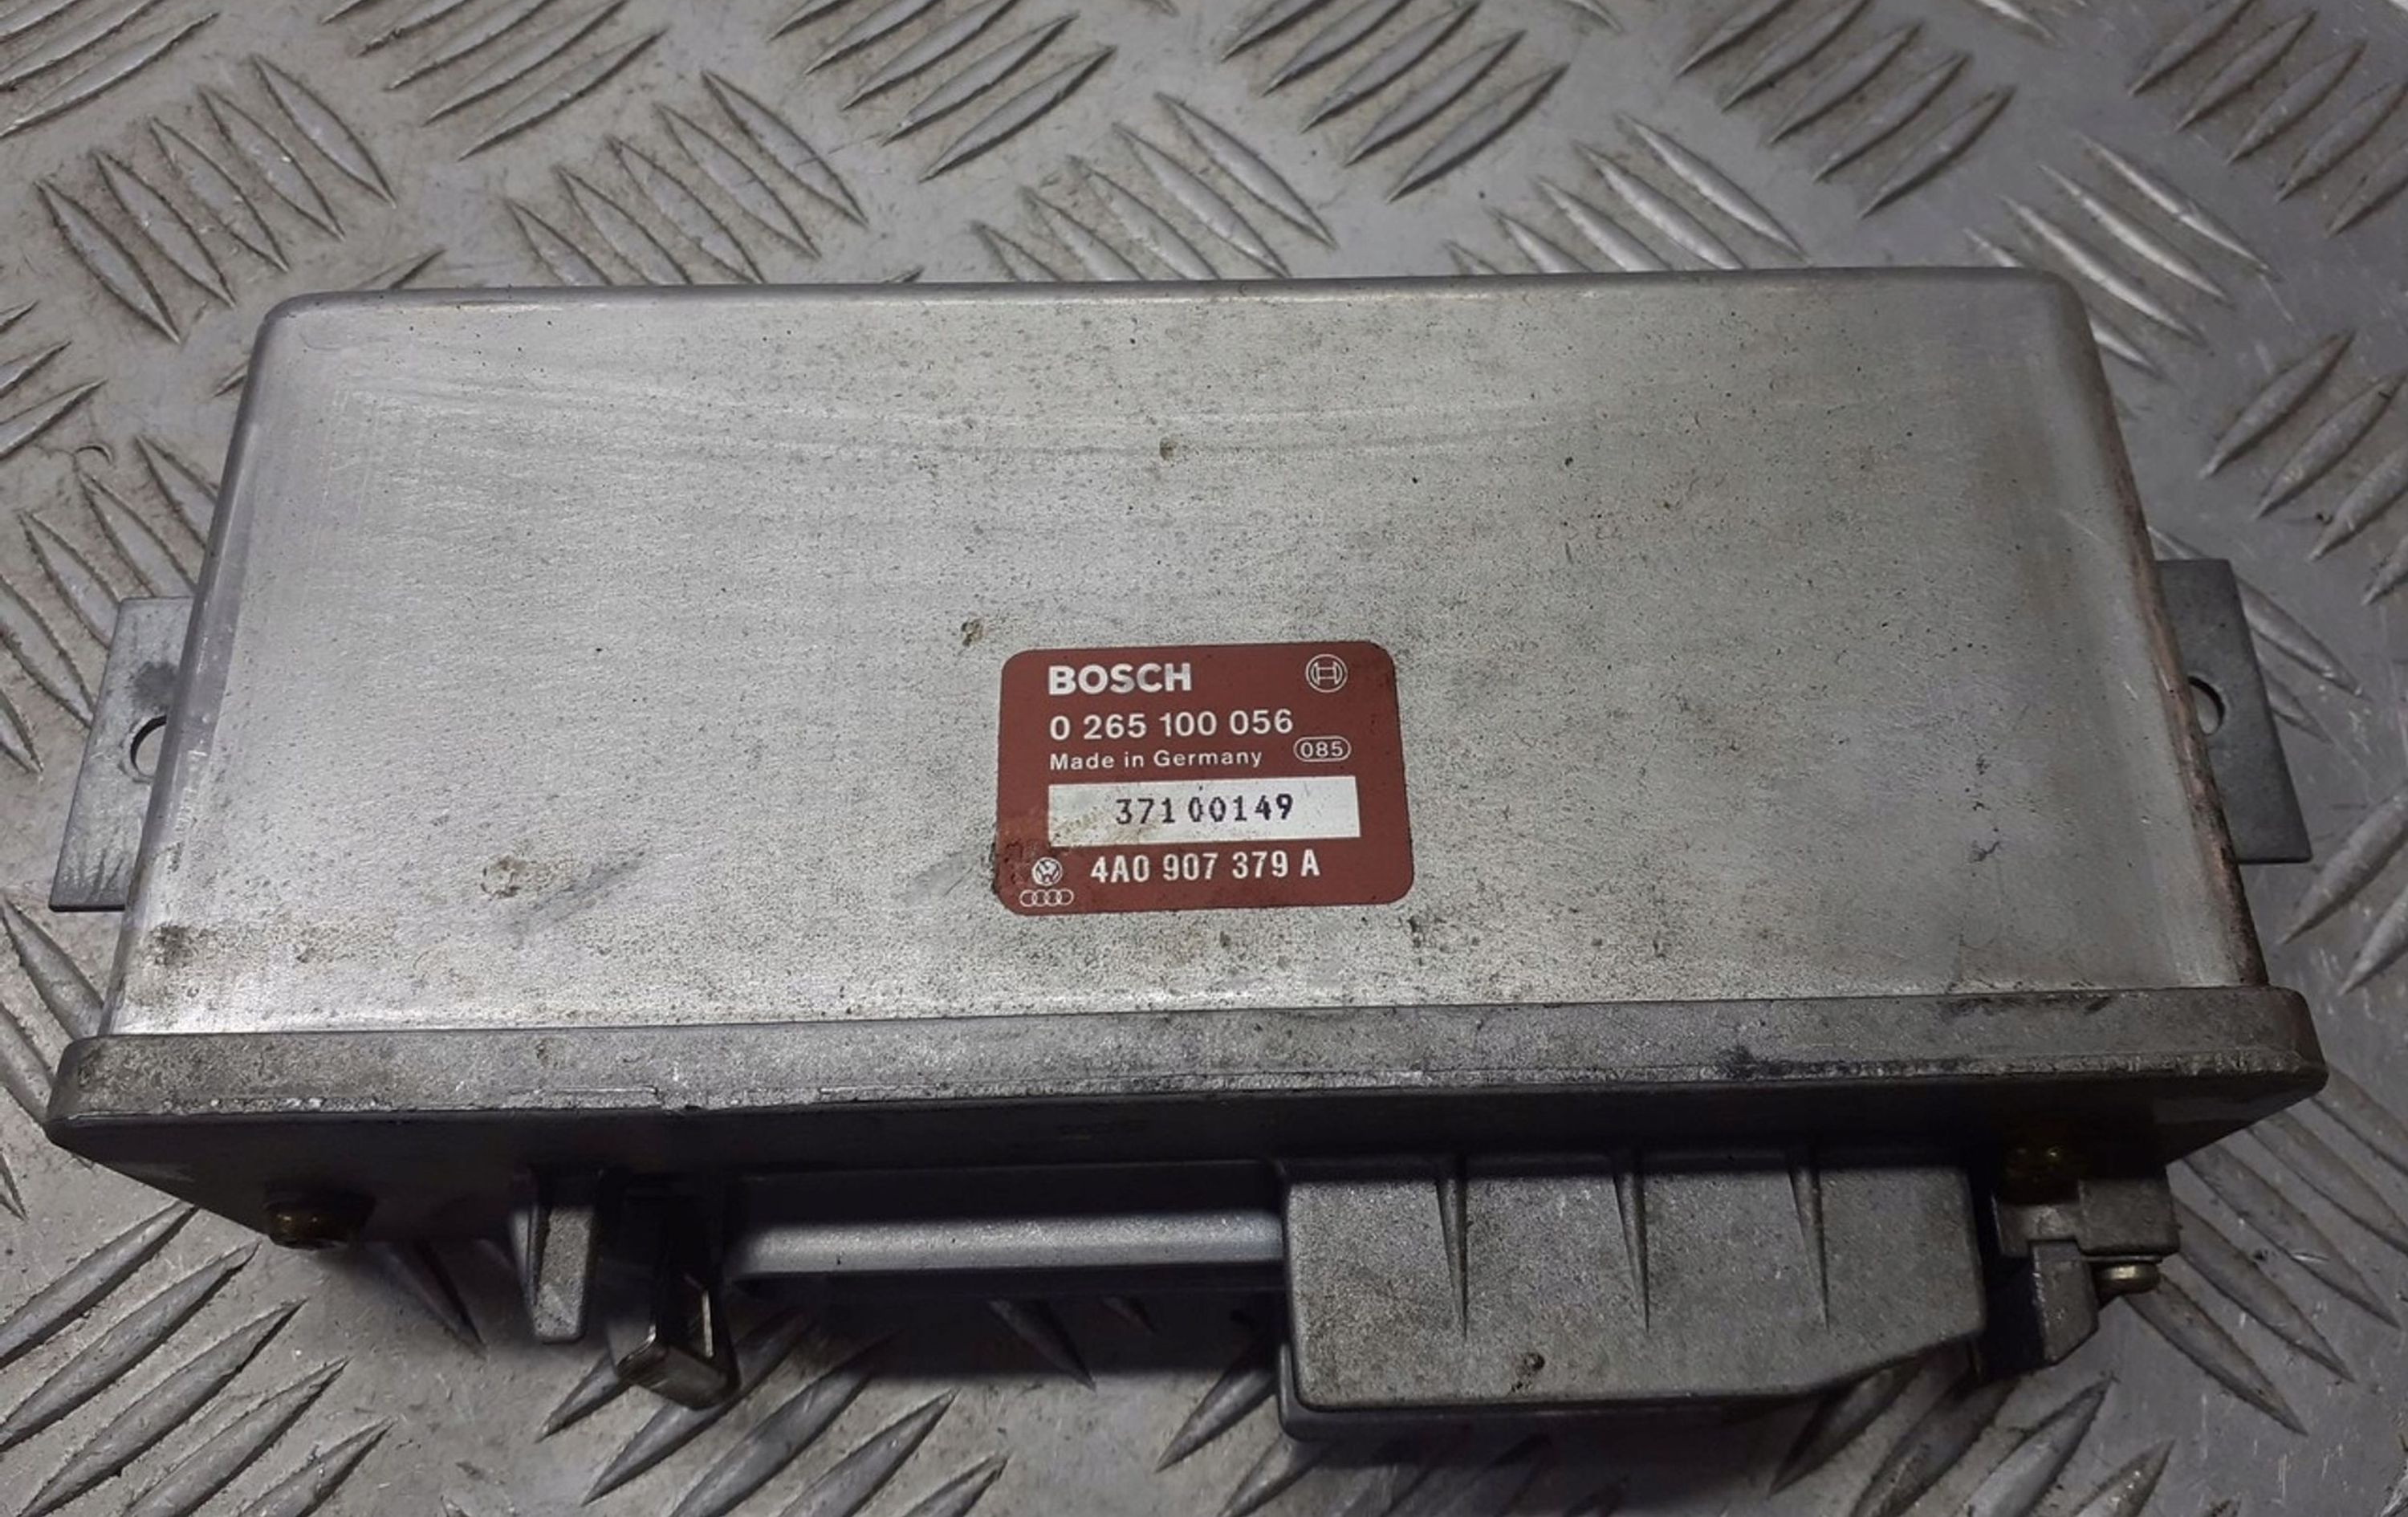 BOSCH
0 265 100 056
Made in Germany 085
37100149
4A0 907 379 A